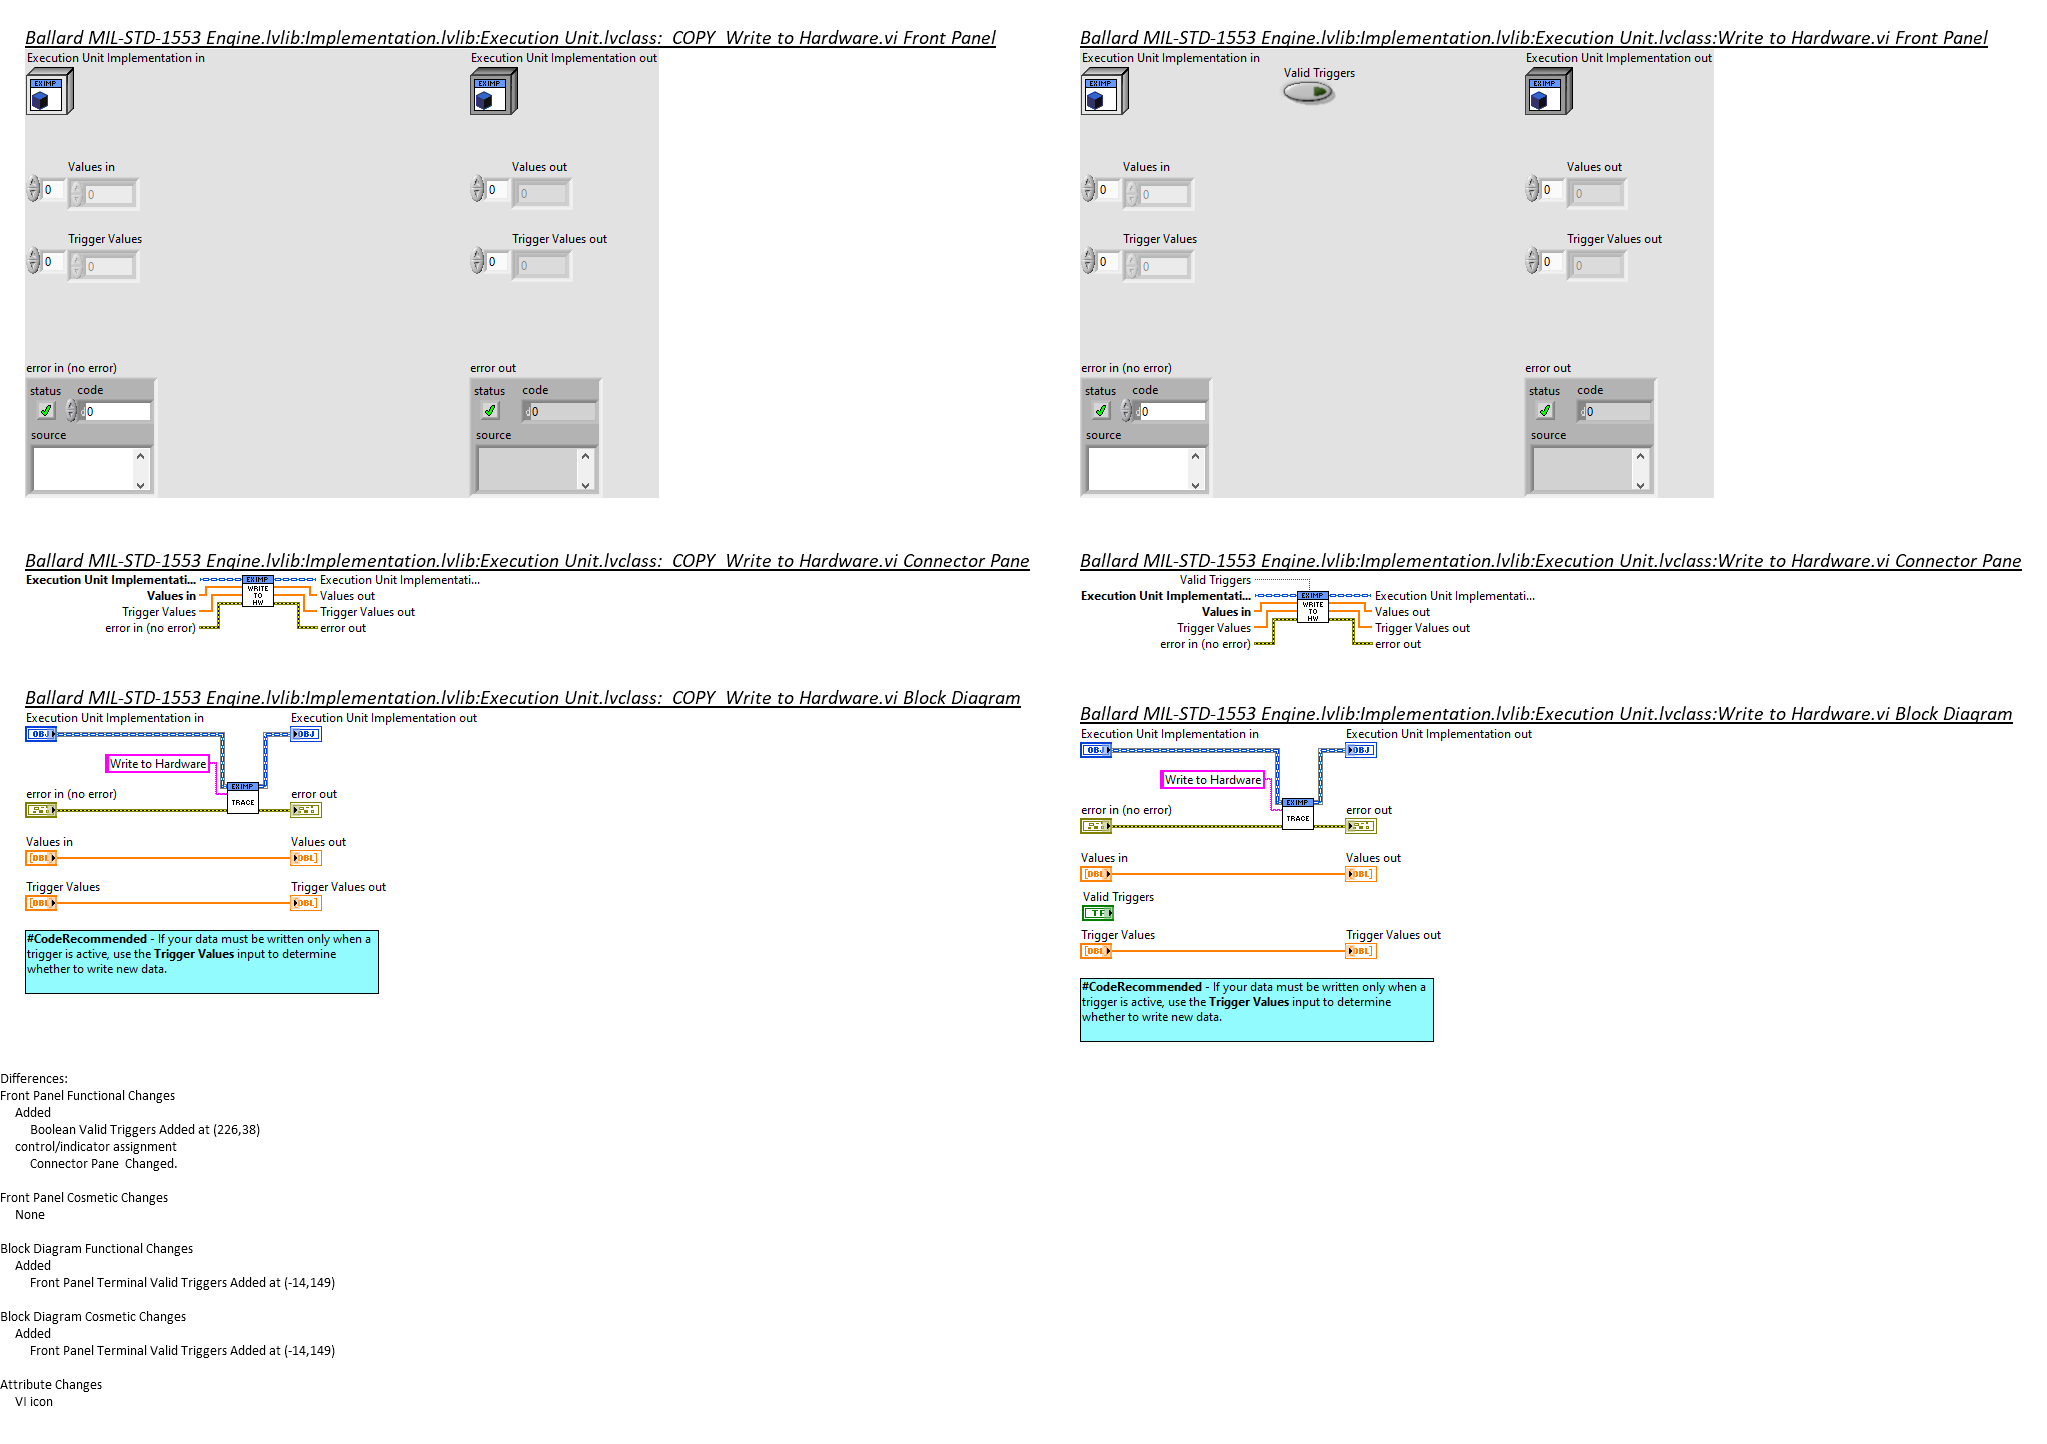 Ballard MIL-STD-1553 Engine.lvlib:Implementation.lvlib:Execution Unit.lvclass:  COPY  Write to Hardware.vi Front Panel
Execution Unit Implementation in
Execution Unit Implementation out
EXIMP
EXIMP
Values in
Values out
0
0
0
0
Trigger Values
Trigger Values out
0
0
0
0
error in (no error)
error out
status code
status code
d0
d0
source
source
Ballard MIL-STD-1553 Engine.lvlib:Implementation.lvlib:Execution Unit.lvclass:  COPY  Write to Hardware.vi Connector Pane
Execution Unit Implementati...
EXIMP
Execution Unit Implementati...
Values in
WRITE
TO
HW
Values out
Trigger Values
Trigger Values out
error in (no error)
error out
Ballard MIL-STD-1553 Engine.lvlib:Implementation.lvlib:Execution Unit.lvclass:  COPY  Write to Hardware.vi Block Diagram
Execution Unit Implementation in
Execution Unit Implementation out
OBJ
OBJ
Write to Hardware
EXIMP
TRACE
error in (no error)
error out
Values in
Values out
[DBL]
[DBL]
Trigger Values
Trigger Values out
[DBL]
[DBL]
#CodeRecommended - If your data must be written only when a
trigger is active, use the Trigger Values input to determine
whether to write new data.
Ballard MIL-STD-1553 Engine.lvlib:Implementation.lvlib:Execution Unit.lvclass:Write to Hardware.vi Front Panel
Execution Unit Implementation in
Valid Triggers
Execution Unit Implementation out
EXIMP
EXIMP
Values in
Values out
0
0
0
0
Trigger Values
Trigger Values out
0
0
0
0
error in (no error)
error out
status code
status code
d0
d0
source
source
Ballard MIL-STD-1553 Engine.lvlib:Implementation.lvlib:Execution Unit.lvclass:Write to Hardware.vi Connector Pane
Valid Triggers
Execution Unit Implementati...
EXIMP
Execution Unit Implementati...
Values in
WRITE
TO
HW
Values out
Trigger Values
Trigger Values out
error in (no error)
error out
Ballard MIL-STD-1553 Engine.lvlib:Implementation.lvlib:Execution Unit.lvclass:Write to Hardware.vi Block Diagram
Execution Unit Implementation in
Execution Unit Implementation out
OBJ
OBJ
Write to Hardware
EXIMP
TRACE
error in (no error)
error out
Values in
Values out
[DBL]
[DBL]
Valid Triggers
TF
Trigger Values
Trigger Values out
[DBL]
[DBL]
#CodeRecommended - If your data must be written only when a
trigger is active, use the Trigger Values input to determine
whether to write new data.
Differences:
Front Panel Functional Changes
Added
Boolean Valid Triggers Added at (226,38)
control/indicator assignment
Connector Pane  Changed.
Front Panel Cosmetic Changes
None
Block Diagram Functional Changes
Added
Front Panel Terminal Valid Triggers Added at (-14,149)
Block Diagram Cosmetic Changes
Added
Front Panel Terminal Valid Triggers Added at (-14,149)
Attribute Changes
VI icon